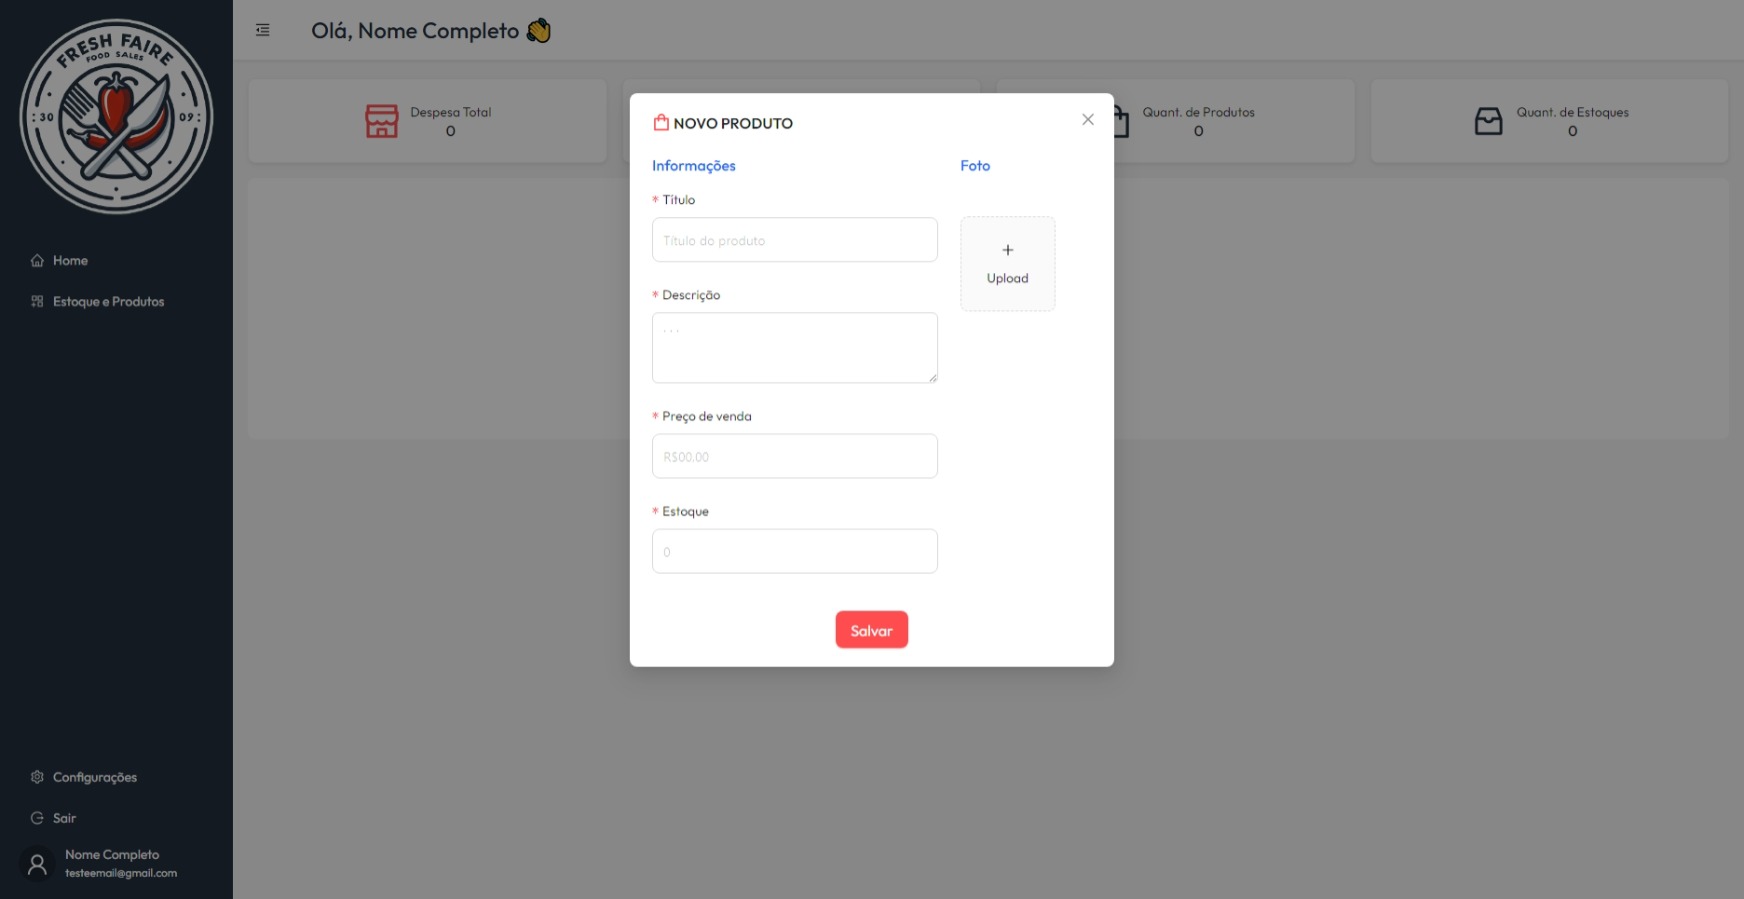 FRESH FAIRE
FOOD SALES
30 09
Home
Estoque e Produtos
Configurações
Sair
Nome Completo
testeemail@gmail.com
Olá, Nome Completo 👋
Despesa Total
0
Quant. de Produtos
0
Quant. de Estoques
0
NOVO PRODUTO
Informações
* Título
Título do produto
* Descrição
...
* Preço de venda
R$00.00
* Estoque
0
Foto
+
Upload
Salvar